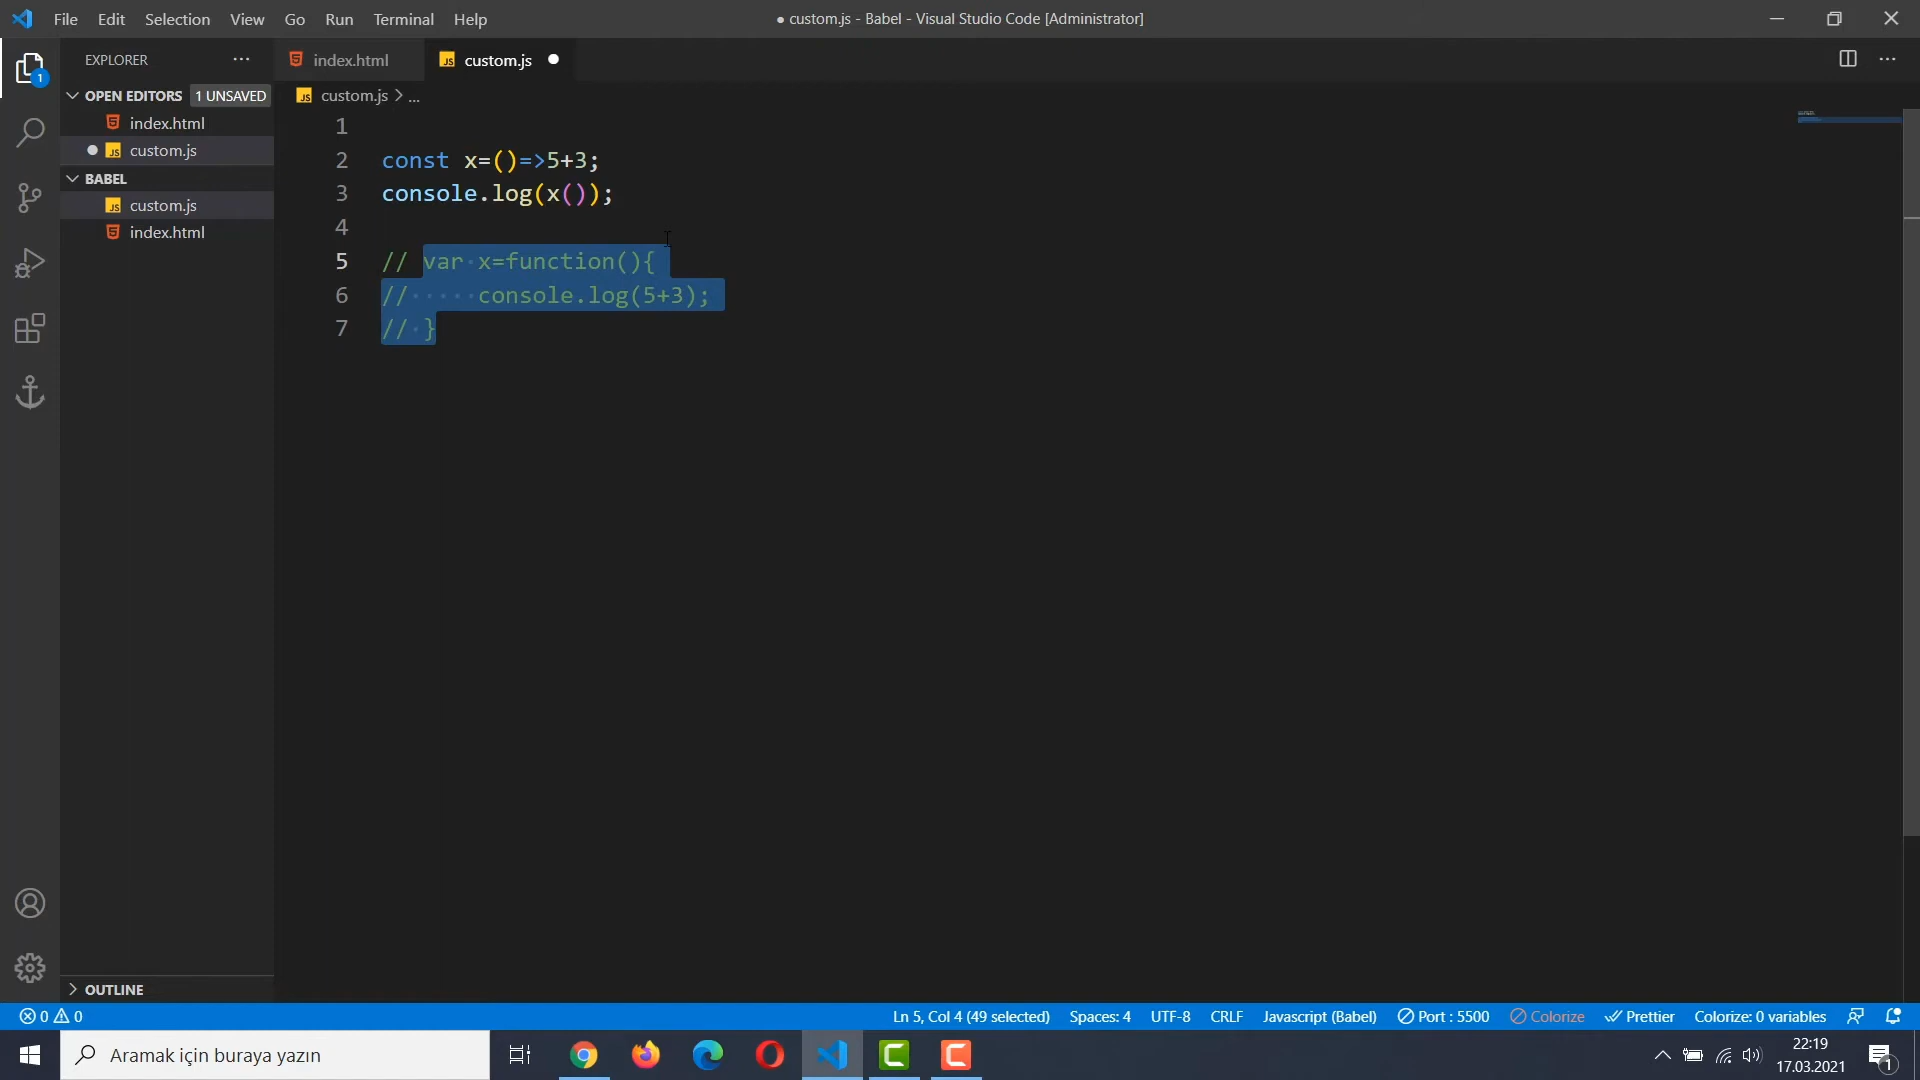 File Edit Selection View Go Run Terminal Help
● custom.js - Babel - Visual Studio Code [Administrator]
EXPLORER
index.html
custom.js
OPEN EDITORS 1 UNSAVED
custom.js > ...
index.html
custom.js
BABEL
custom.js
index.html
1
2 const x=()=>5+3;
3 console.log(x());
4
5 // var x=function(){
6 //     console.log(5+3);
7 // }
OUTLINE
0 0
Ln 5, Col 4 (49 selected) Spaces: 4 UTF-8 CRLF Javascript (Babel) Port : 5500 Colorize Prettier Colorize: 0 variables
Aramak için buraya yazın
22:19
17.03.2021
1